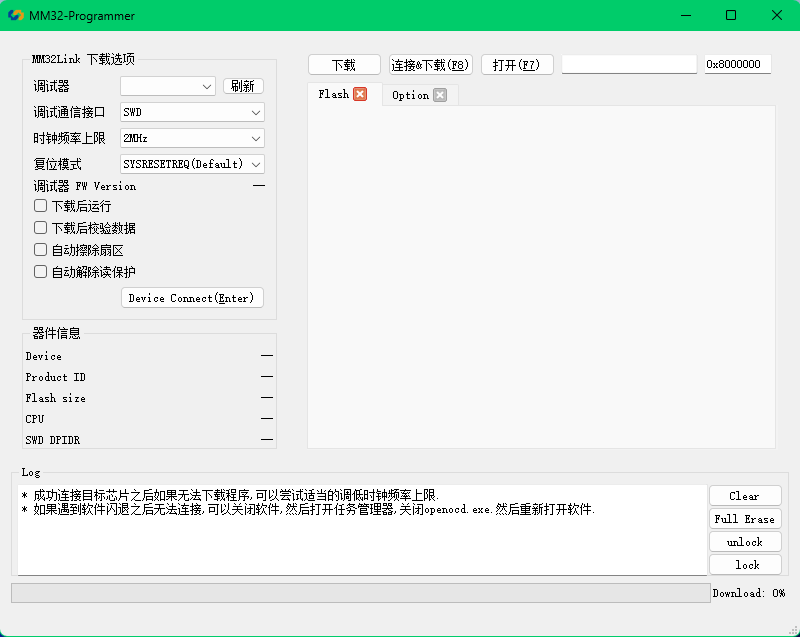 MM32-Programmer
MM32Link 下载选项
调试器
刷新
调试通信接口 SWD
时钟频率上限 2MHz
复位模式 SYSRESETREQ(Default)
调试器 FW Version —
下载后运行
下载后校验数据
自动擦除扇区
自动解除读保护
Device Connect(Enter)
器件信息
Device —
Product ID —
Flash size —
CPU —
SWD DPIDR —
下载 连接&下载(F8) 打开(F7) 0x8000000
Flash Option
Log
* 成功连接目标芯片之后如果无法下载程序,可以尝试适当的调低时钟频率上限.
* 如果遇到软件闪退之后无法连接,可以关闭软件,然后打开任务管理器,关闭openocd.exe.然后重新打开软件.
Clear
Full Erase
unlock
lock
Download: 0%